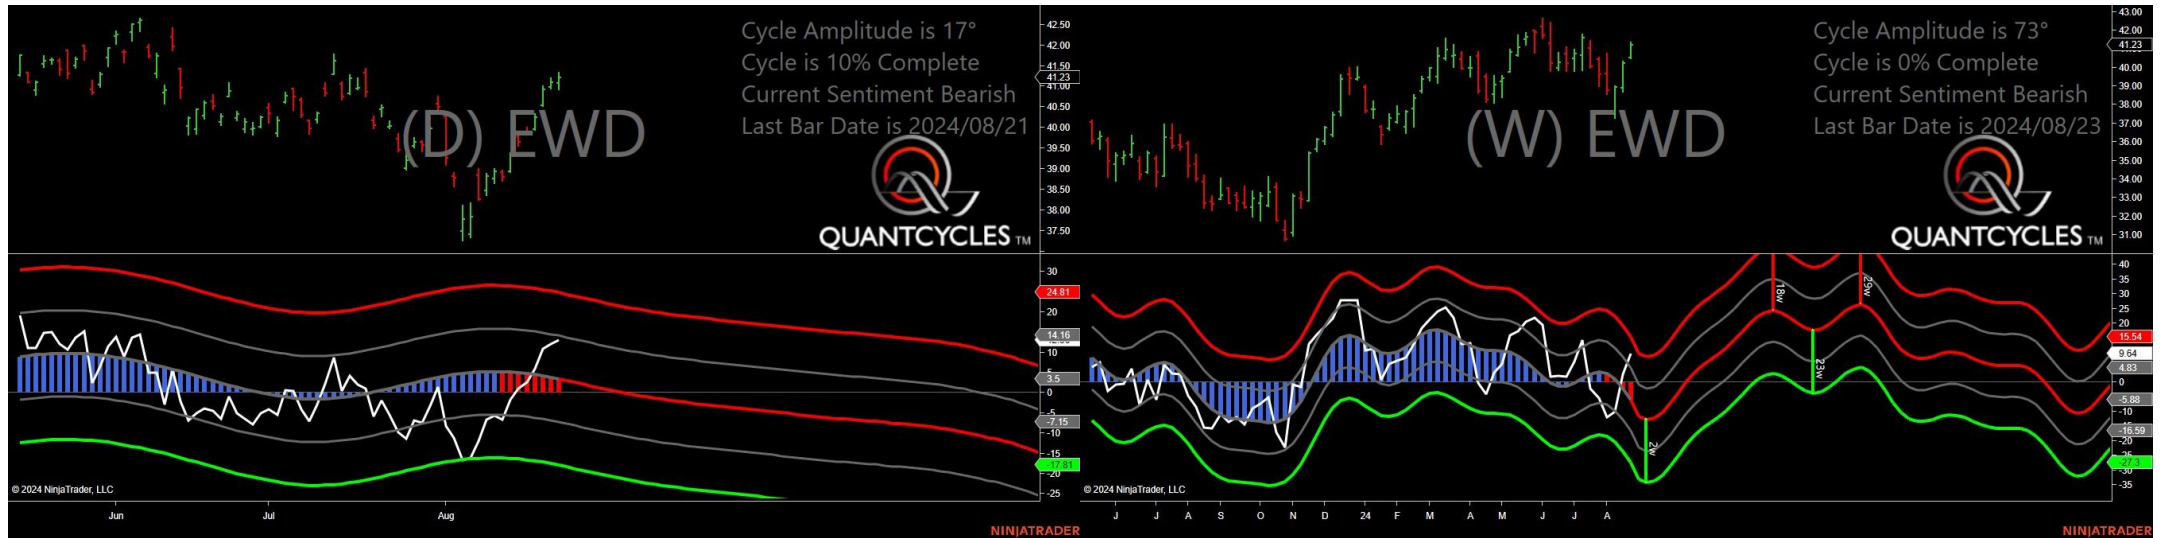 Cycle Amplitude is 17°
Cycle is 10% Complete
Current Sentiment Bearish
Last Bar Date is 2024/08/21
(D) EWD
QUANTCYCLES TM
42.50
42.00
41.50
41.23
41.00
40.50
40.00
39.50
39.00
38.50
38.00
37.50
30
24.81
20
14.16
10
5
3.5
0
-5
-7.15
-10
-15
-17.81
-20
-25
© 2024 NinjaTrader, LLC
Jun
Jul
Aug
NINJATRADER
Cycle Amplitude is 73°
Cycle is 0% Complete
Current Sentiment Bearish
Last Bar Date is 2024/08/23
(W) EWD
QUANTCYCLES TM
43.00
42.00
41.23
40.00
39.00
38.00
37.00
36.00
35.00
34.00
33.00
32.00
31.00
18w
29w
23w
2w
40
35
30
25
20
15.54
9.64
4.83
0
-5.88
-10
-16.59
-20
-25
-27.3
-30
-35
© 2024 NinjaTrader, LLC
J J A S O N D 24 F M A M J J A
NINJATRADER